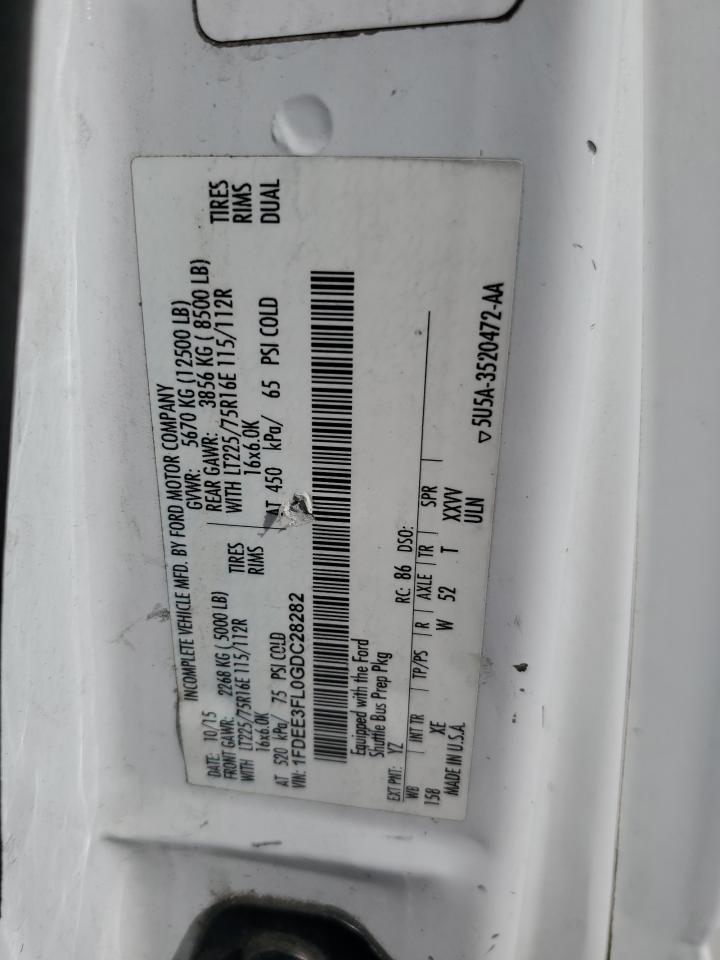 INCOMPLETE VEHICLE MFD. BY FORD MOTOR COMPANY
DATE: 10/15 GVWR: 5670 KG (12500 LB)
FRONT GAWR: 2268 KG (5000 LB) REAR GAWR: 3856 KG (8500 LB)
WITH LT225/75R16E 115/112R TIRES WITH LT225/75R16E 115/112R TIRES
16x6.0K RIMS 16x6.0K RIMS
AT 520 kPa/ 75 PSI COLD AT 450 kPa/ 65 PSI COLD DUAL
VIN: 1FDEE3FL0GDC28282
Equipped with the Ford
Shuttle Bus Prep Pkg
EXT PNT: YZ RC: 86 DSO:
WB INT TR TP/PS R AXLE TR SPR
158 XE W 52 T XXVV
MADE IN U.S.A. ULN
▽5U5A-3520472-AA